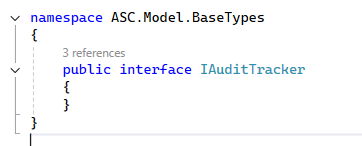 namespace ASC.Model.BaseTypes
{
3 references
public interface IAuditTracker
{
}
}